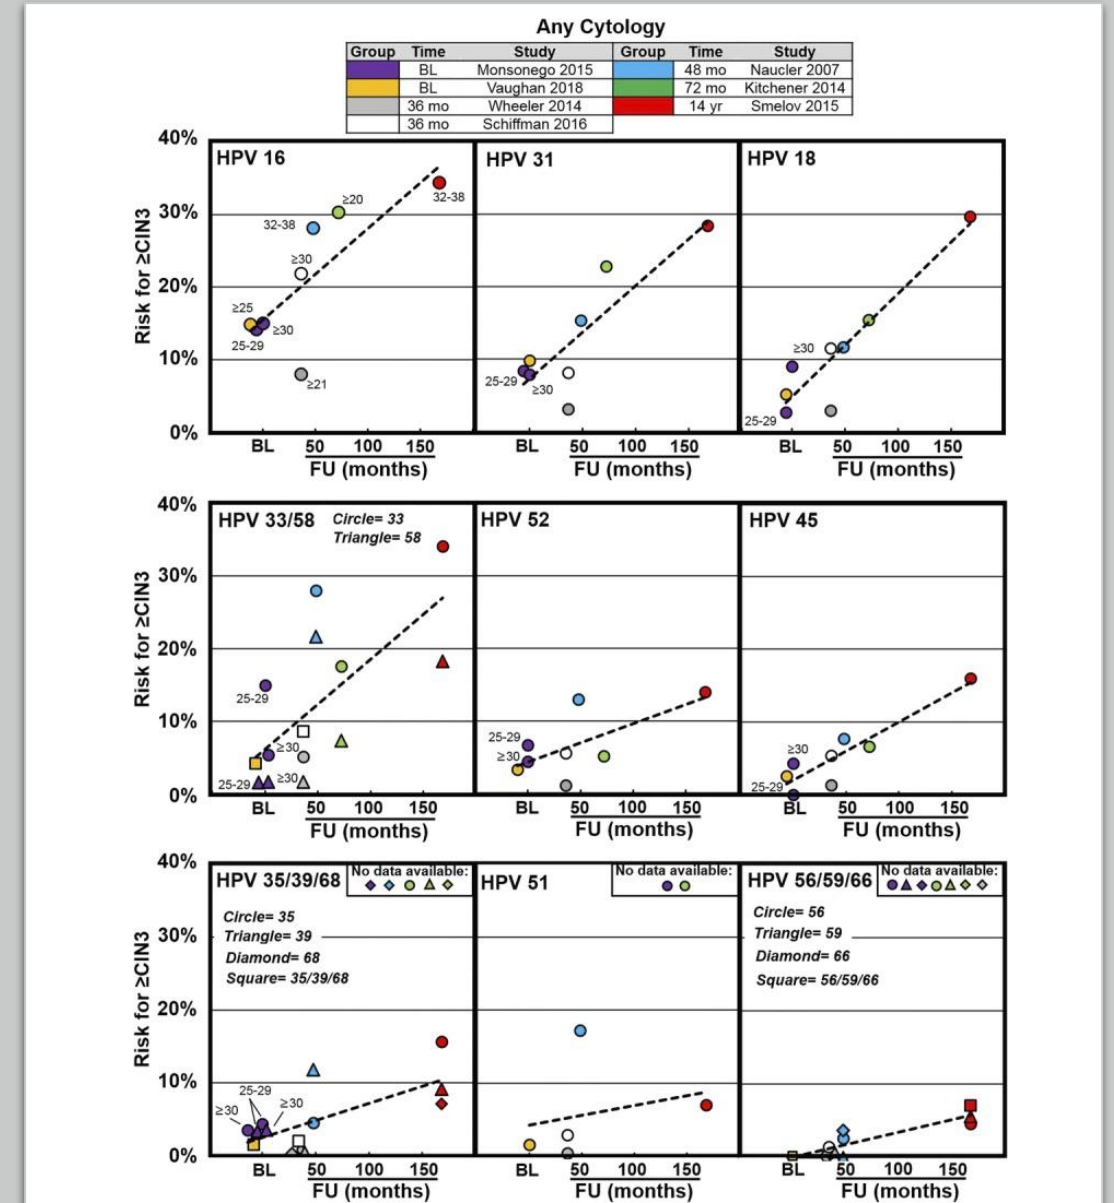 Any Cytology
Group Time Study Group Time Study
BL Monsonego 2015 48 mo Naucler 2007
BL Vaughan 2018 72 mo Kitchener 2014
36 mo Wheeler 2014 14 yr Smelov 2015
36 mo Schiffman 2016
Risk for ≥CIN3
40%
30%
20%
10%
0%
HPV 16
≥20
32-38
32-38
≥30
≥25
≥30
25-29
≥21
BL 50 100 150
FU (months)
HPV 31
25-29
≥30
BL 50 100 150
FU (months)
HPV 18
≥30
25-29
BL 50 100 150
FU (months)
Risk for ≥CIN3
40%
30%
20%
10%
0%
HPV 33/58
Circle= 33
Triangle= 58
25-29
≥30
25-29
≥30
BL 50 100 150
FU (months)
HPV 52
25-29
≥30
BL 50 100 150
FU (months)
HPV 45
≥30
25-29
BL 50 100 150
FU (months)
Risk for ≥CIN3
40%
30%
20%
10%
0%
HPV 35/39/68
No data available:
Circle= 35
Triangle= 39
Diamond= 68
Square= 35/39/68
25-29
≥30
≥30
BL 50 100 150
FU (months)
HPV 51
No data available:
BL 50 100 150
FU (months)
HPV 56/59/66
No data available:
Circle= 56
Triangle= 59
Diamond= 66
Square= 56/59/66
BL 50 100 150
FU (months)